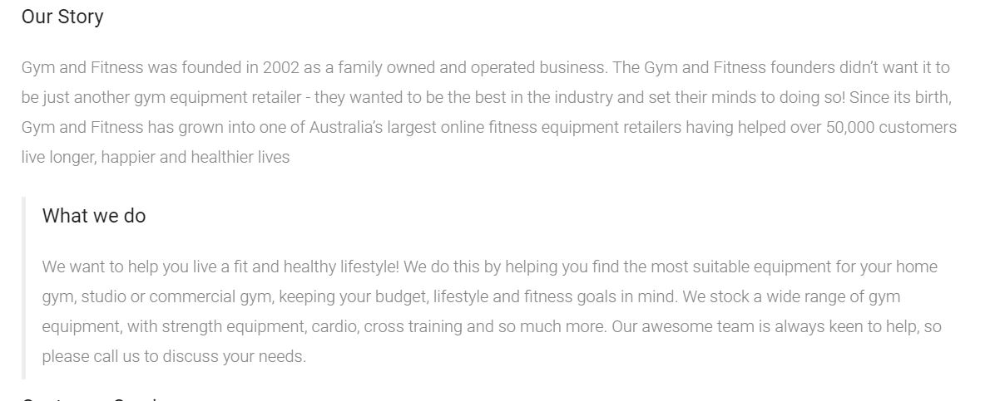 Our Story
Gym and Fitness was founded in 2002 as a family owned and operated business. The Gym and Fitness founders didn’t want it to
be just another gym equipment retailer - they wanted to be the best in the industry and set their minds to doing so! Since its birth,
Gym and Fitness has grown into one of Australia’s largest online fitness equipment retailers having helped over 50,000 customers
live longer, happier and healthier lives
What we do
We want to help you live a fit and healthy lifestyle! We do this by helping you find the most suitable equipment for your home
gym, studio or commercial gym, keeping your budget, lifestyle and fitness goals in mind. We stock a wide range of gym
equipment, with strength equipment, cardio, cross training and so much more. Our awesome team is always keen to help, so
please call us to discuss your needs.